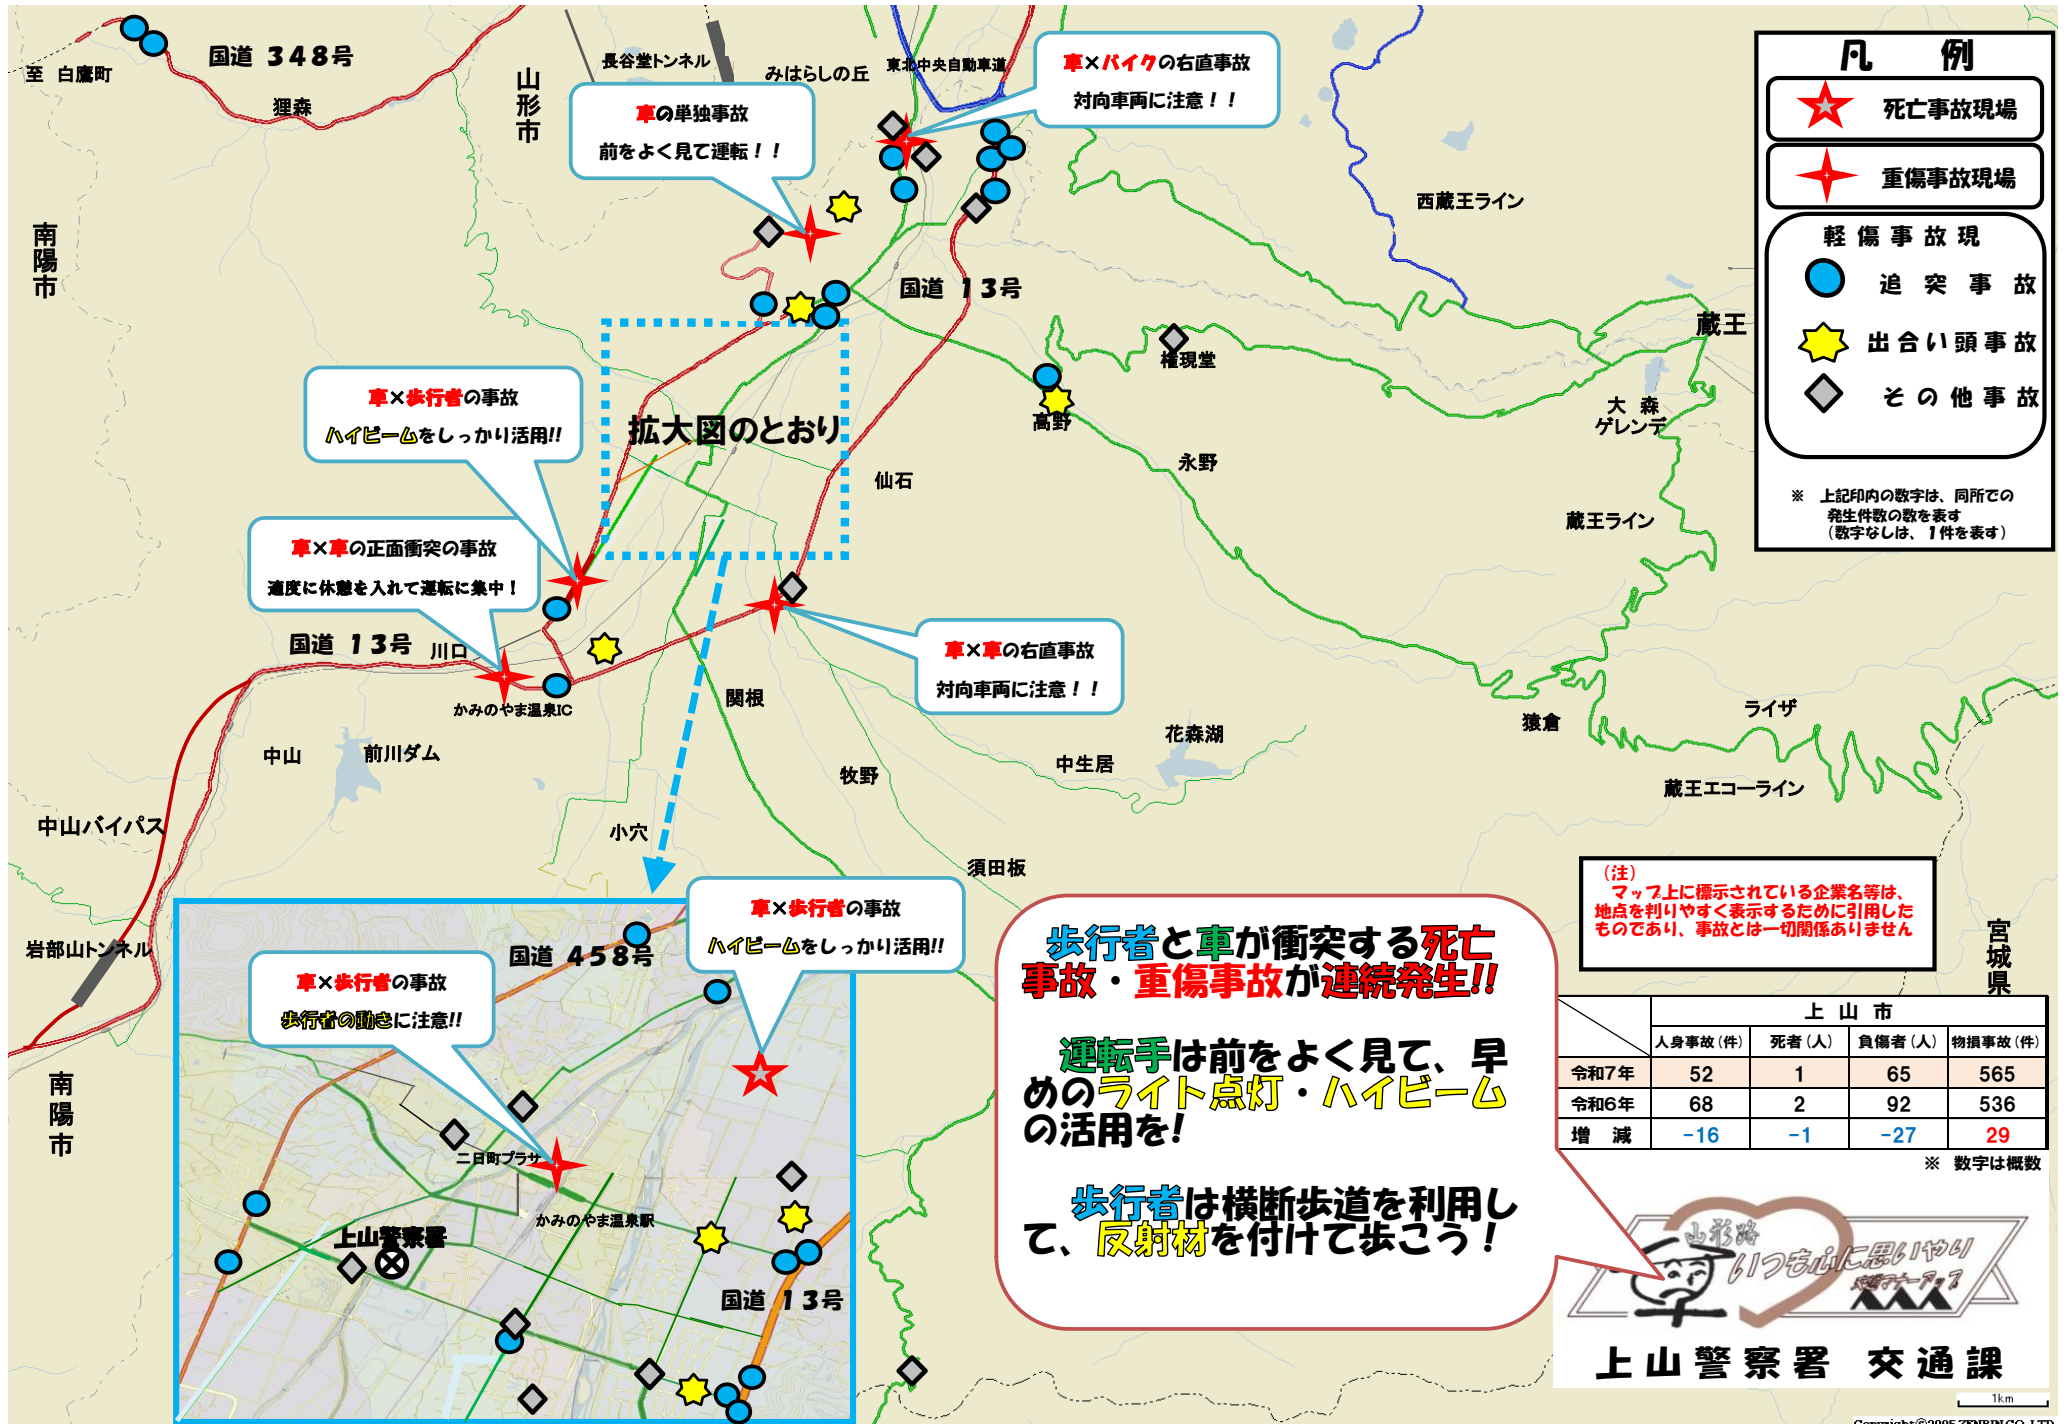 国道 348号
至 白鷹町
狸森
山形市
長谷堂トンネル
みはらしの丘
東北中央自動車道
車×バイクの右直事故
対向車両に注意！！
車の単独事故
前をよく見て運転！！
凡 例
死亡事故現場
重傷事故現場
軽傷事故現
追突事故
出合い頭事故
その他事故
※ 上記印内の数字は、同所での
発生件数の数を表す
（数字なしは、1件を表す）
南陽市
西蔵王ライン
国道 13号
蔵王
権現堂
高野
大森
ゲレンデ
永野
蔵王ライン
車×歩行者の事故
ハイビームをしっかり活用!!
拡大図のとおり
仙石
車×車の正面衝突の事故
適度に休憩を入れて運転に集中！
国道 13号
川口
かみのやま温泉IC
車×車の右直事故
対向車両に注意！！
関根
猿倉
ライザ
花森湖
中生居
蔵王エコーライン
中山
前川ダム
牧野
中山バイパス
小穴
須田板
岩部山トンネル
南陽市
宮城県
（注）
マップ上に標示されている企業名等は、
地点を判りやすく表示するために引用した
ものであり、事故とは一切関係ありません
車×歩行者の事故
ハイビームをしっかり活用!!
国道 458号
車×歩行者の事故
歩行者の動きに注意!!
二日町プラザ
かみのやま温泉駅
上山警察署
国道 13号
歩行者と車が衝突する死亡
事故・重傷事故が連続発生!!
運転手は前をよく見て、早
めのライト点灯・ハイビーム
の活用を!
歩行者は横断歩道を利用し
て、反射材を付けて歩こう！
上山市
人身事故(件) 死者(人) 負傷者(人) 物損事故(件)
令和7年 52 1 65 565
令和6年 68 2 92 536
増減 -16 -1 -27 29
※ 数字は概数
山形路
いつも心に思いやり
交通マナーアップ
上山警察署 交通課
1km
Copyright©2005 ZENRIN CO.,LTD